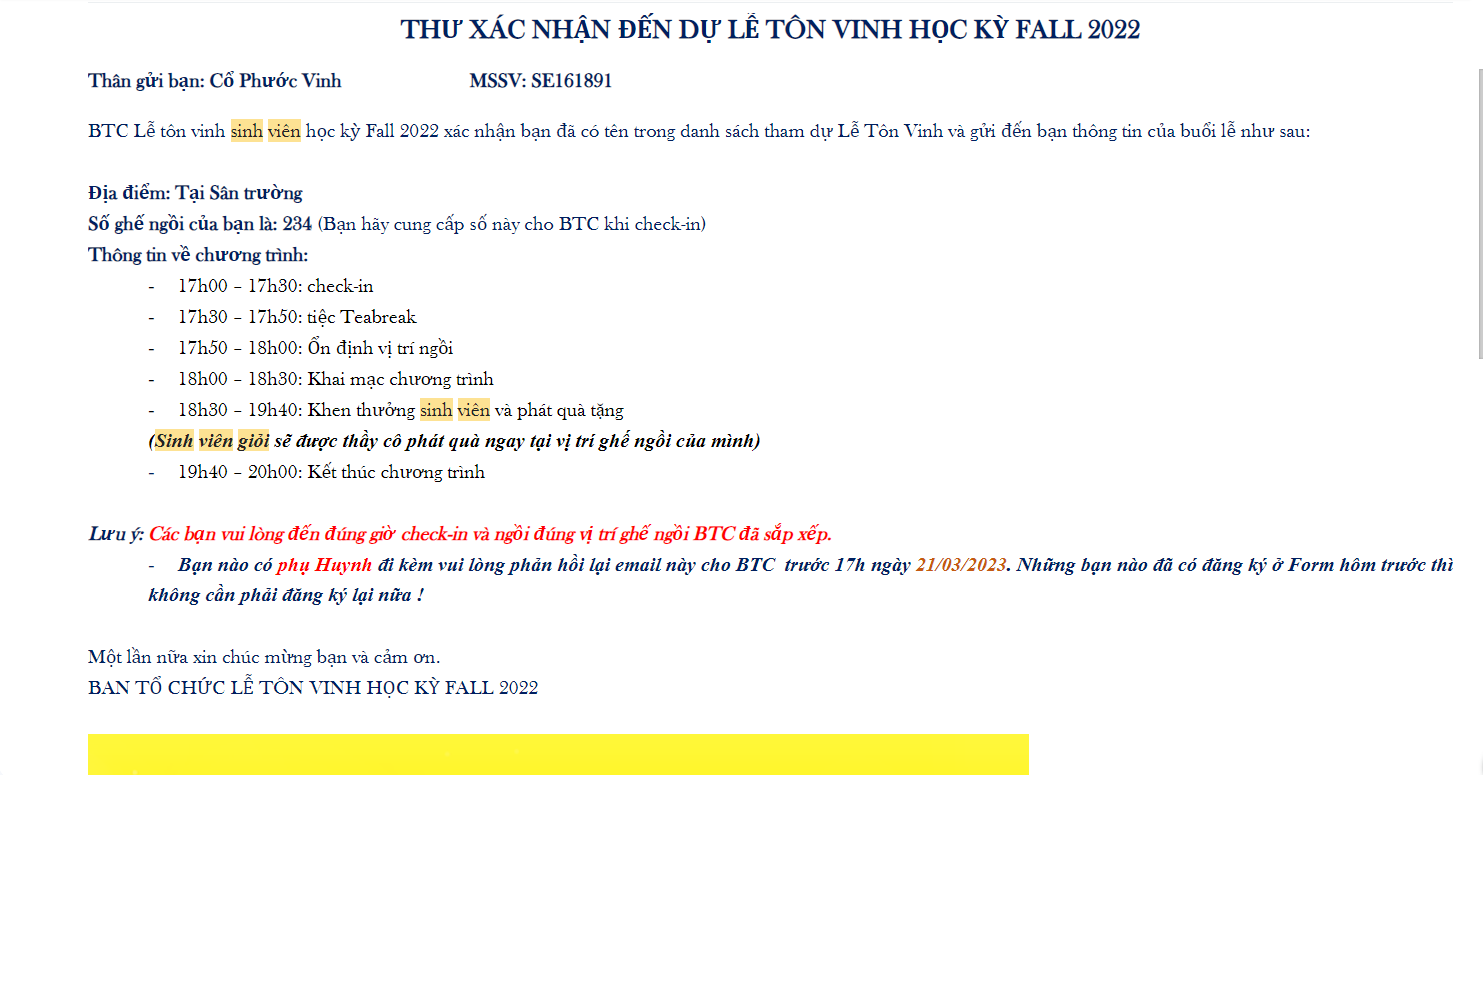 THƯ XÁC NHẬN ĐẾN DỰ LỄ TÔN VINH HỌC KỲ FALL 2022
Thân gửi bạn: Cổ Phước Vinh MSSV: SE161891
BTC Lễ tôn vinh sinh viên học kỳ Fall 2022 xác nhận bạn đã có tên trong danh sách tham dự Lễ Tôn Vinh và gửi đến bạn thông tin của buổi lễ như sau:
Địa điểm: Tại Sân trường
Số ghế ngồi của bạn là: 234 (Bạn hãy cung cấp số này cho BTC khi check-in)
Thông tin về chương trình:
- 17h00 – 17h30: check-in
- 17h30 – 17h50: tiệc Teabreak
- 17h50 – 18h00: Ổn định vị trí ngồi
- 18h00 – 18h30: Khai mạc chương trình
- 18h30 – 19h40: Khen thưởng sinh viên và phát quà tặng
(Sinh viên giỏi sẽ được thầy cô phát quà ngay tại vị trí ghế ngồi của mình)
- 19h40 – 20h00: Kết thúc chương trình
Lưu ý: Các bạn vui lòng đến đúng giờ check-in và ngồi đúng vị trí ghế ngồi BTC đã sắp xếp.
- Bạn nào có phụ Huynh đi kèm vui lòng phản hồi lại email này cho BTC trước 17h ngày 21/03/2023. Những bạn nào đã có đăng ký ở Form hôm trước thì
không cần phải đăng ký lại nữa !
Một lần nữa xin chúc mừng bạn và cảm ơn.
BAN TỔ CHỨC LỄ TÔN VINH HỌC KỲ FALL 2022